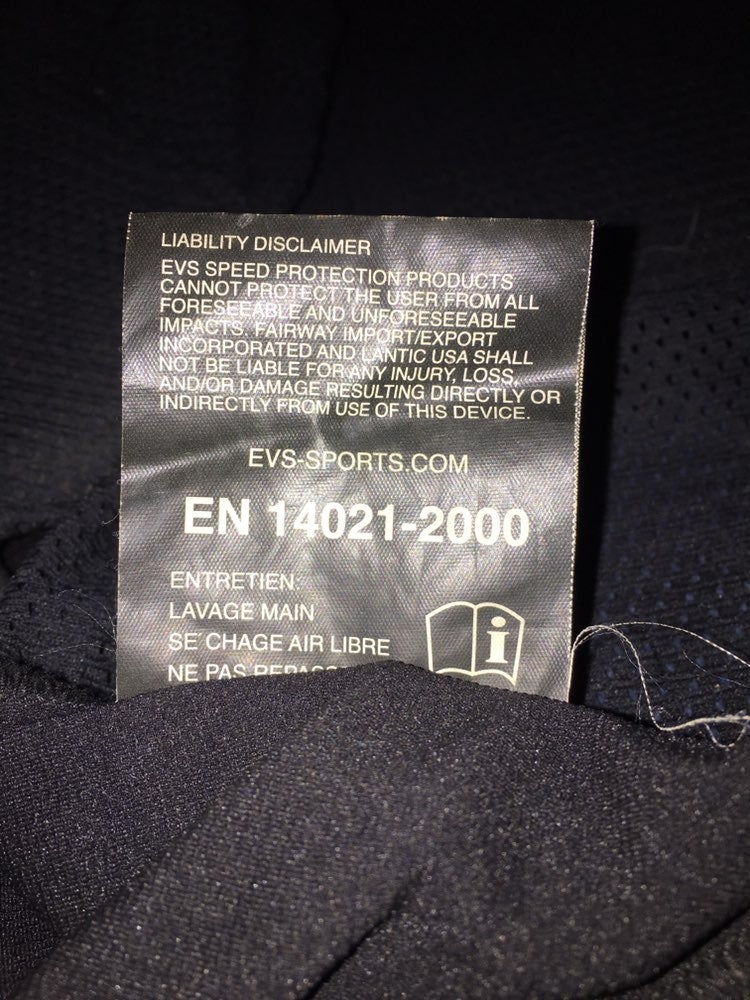 LIABILITY DISCLAIMER
EVS SPEED PROTECTION PRODUCTS
CANNOT PROTECT THE USER FROM ALL
FORESEEABLE AND UNFORESEEABLE
IMPACTS. FAIRWAY IMPORT/EXPORT
INCORPORATED AND LANTIC USA SHALL
NOT BE LIABLE FOR ANY INJURY, LOSS,
AND/OR DAMAGE RESULTING DIRECTLY OR
INDIRECTLY FROM USE OF THIS DEVICE.
EVS-SPORTS.COM
EN 14021-2000
ENTRETIEN:
LAVAGE MAIN
SE'CHAGE AIR LIBRE
NE PAS
i